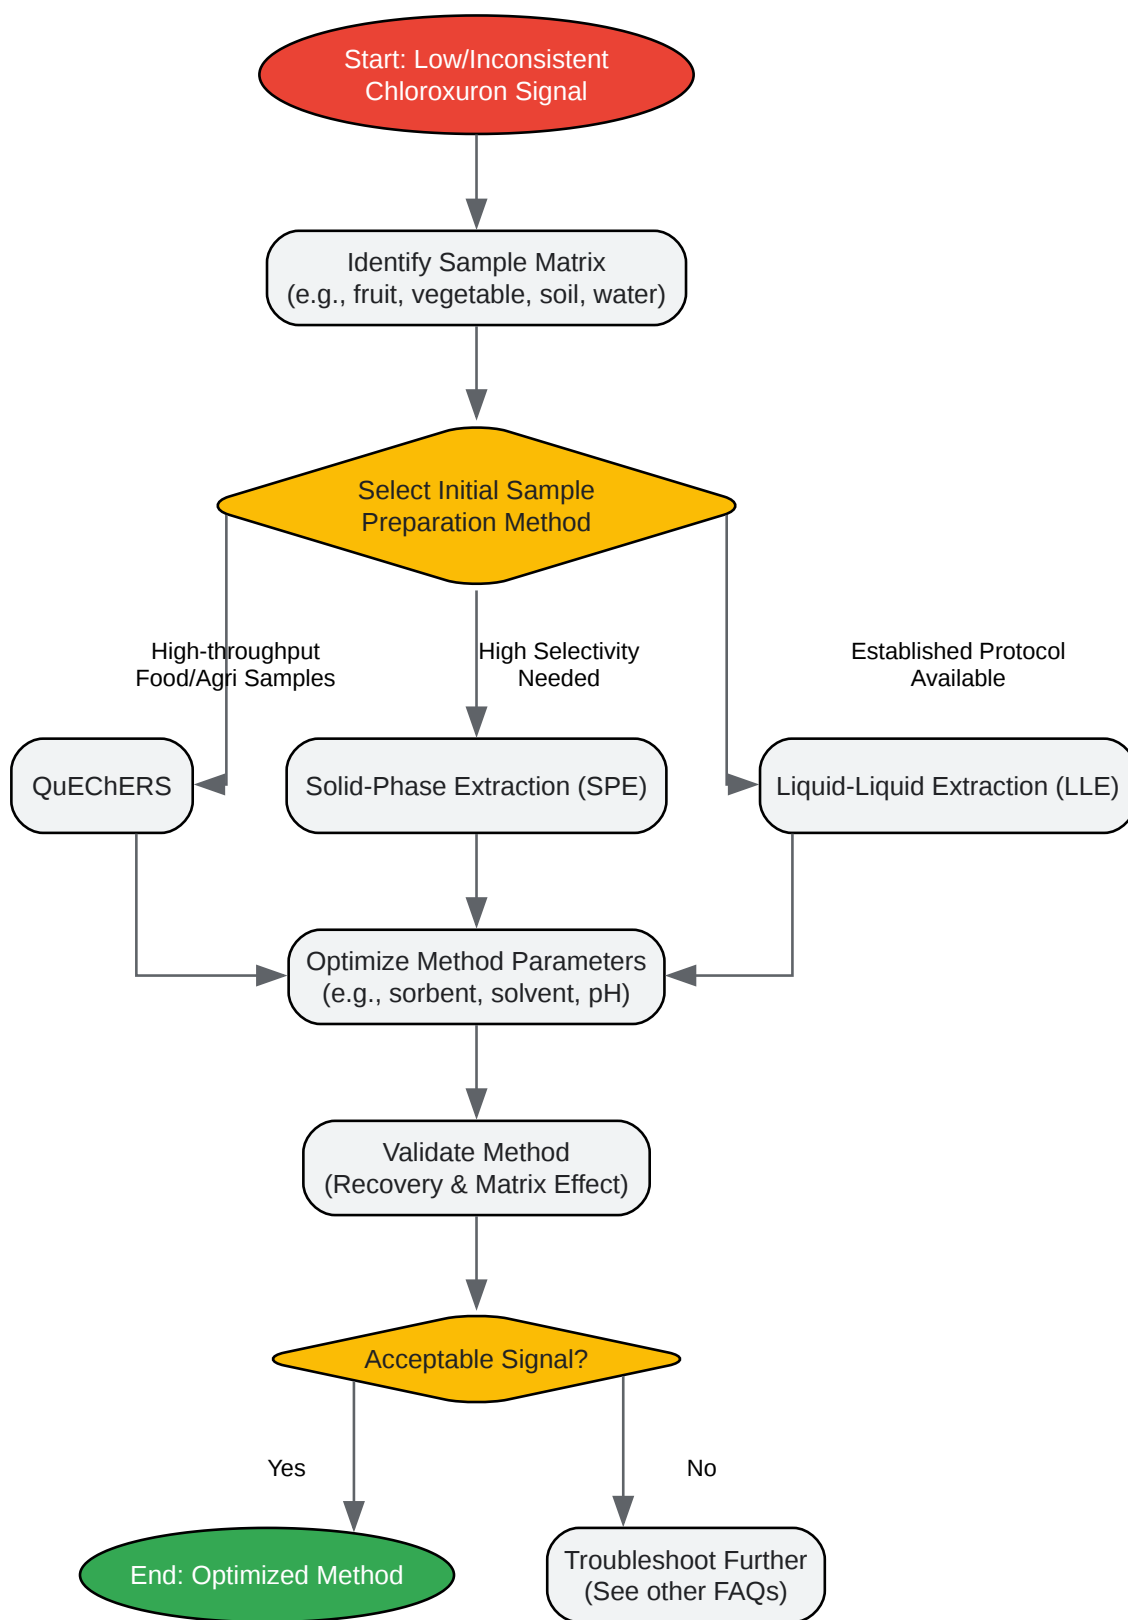 Start: Low/Inconsistent
Chloroxuron Signal
Identify Sample Matrix
(e.g., fruit, vegetable, soil, water)
Select Initial Sample
Preparation Method
High-throughput
Food/Agri Samples
High Selectivity
Needed
Established Protocol
Available
QuEChERS
Solid-Phase Extraction (SPE)
Liquid-Liquid Extraction (LLE)
Optimize Method Parameters
(e.g., sorbent, solvent, pH)
Validate Method
(Recovery & Matrix Effect)
Acceptable Signal?
Yes
No
End: Optimized Method
Troubleshoot Further
(See other FAQs)